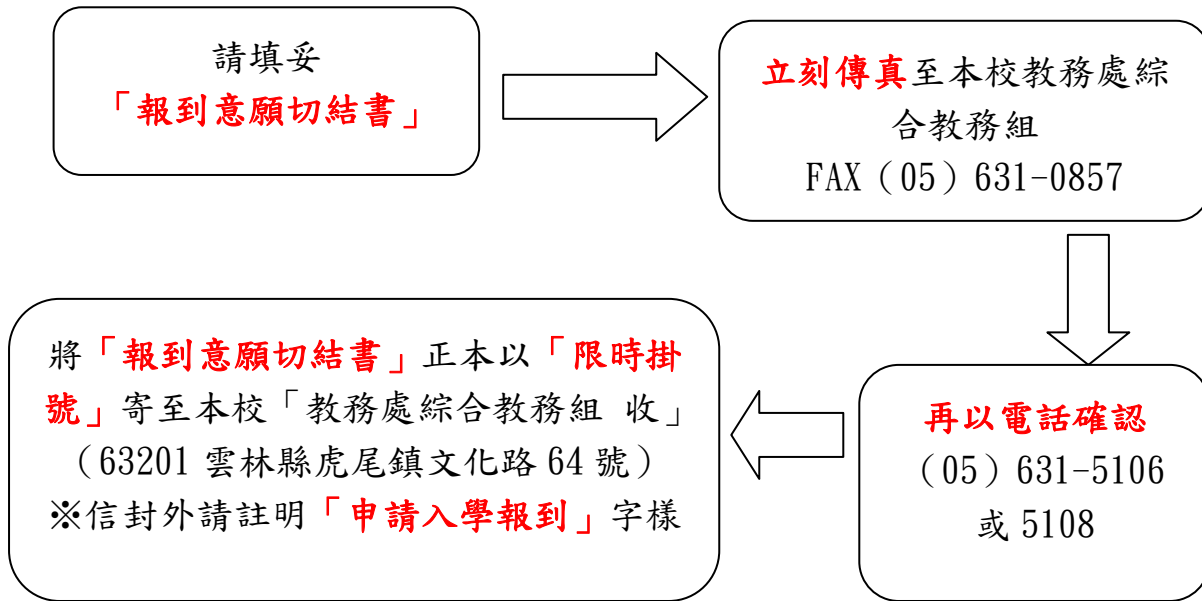 請填妥
「報到意願切結書」
立刻傳真至本校教務處綜
合教務組
FAX（05）631-0857
再以電話確認
（05）631-5106
或 5108
將「報到意願切結書」正本以「限時掛
號」寄至本校「教務處綜合教務組 收」
（63201 雲林縣虎尾鎮文化路 64 號）
※信封外請註明「申請入學報到」字樣